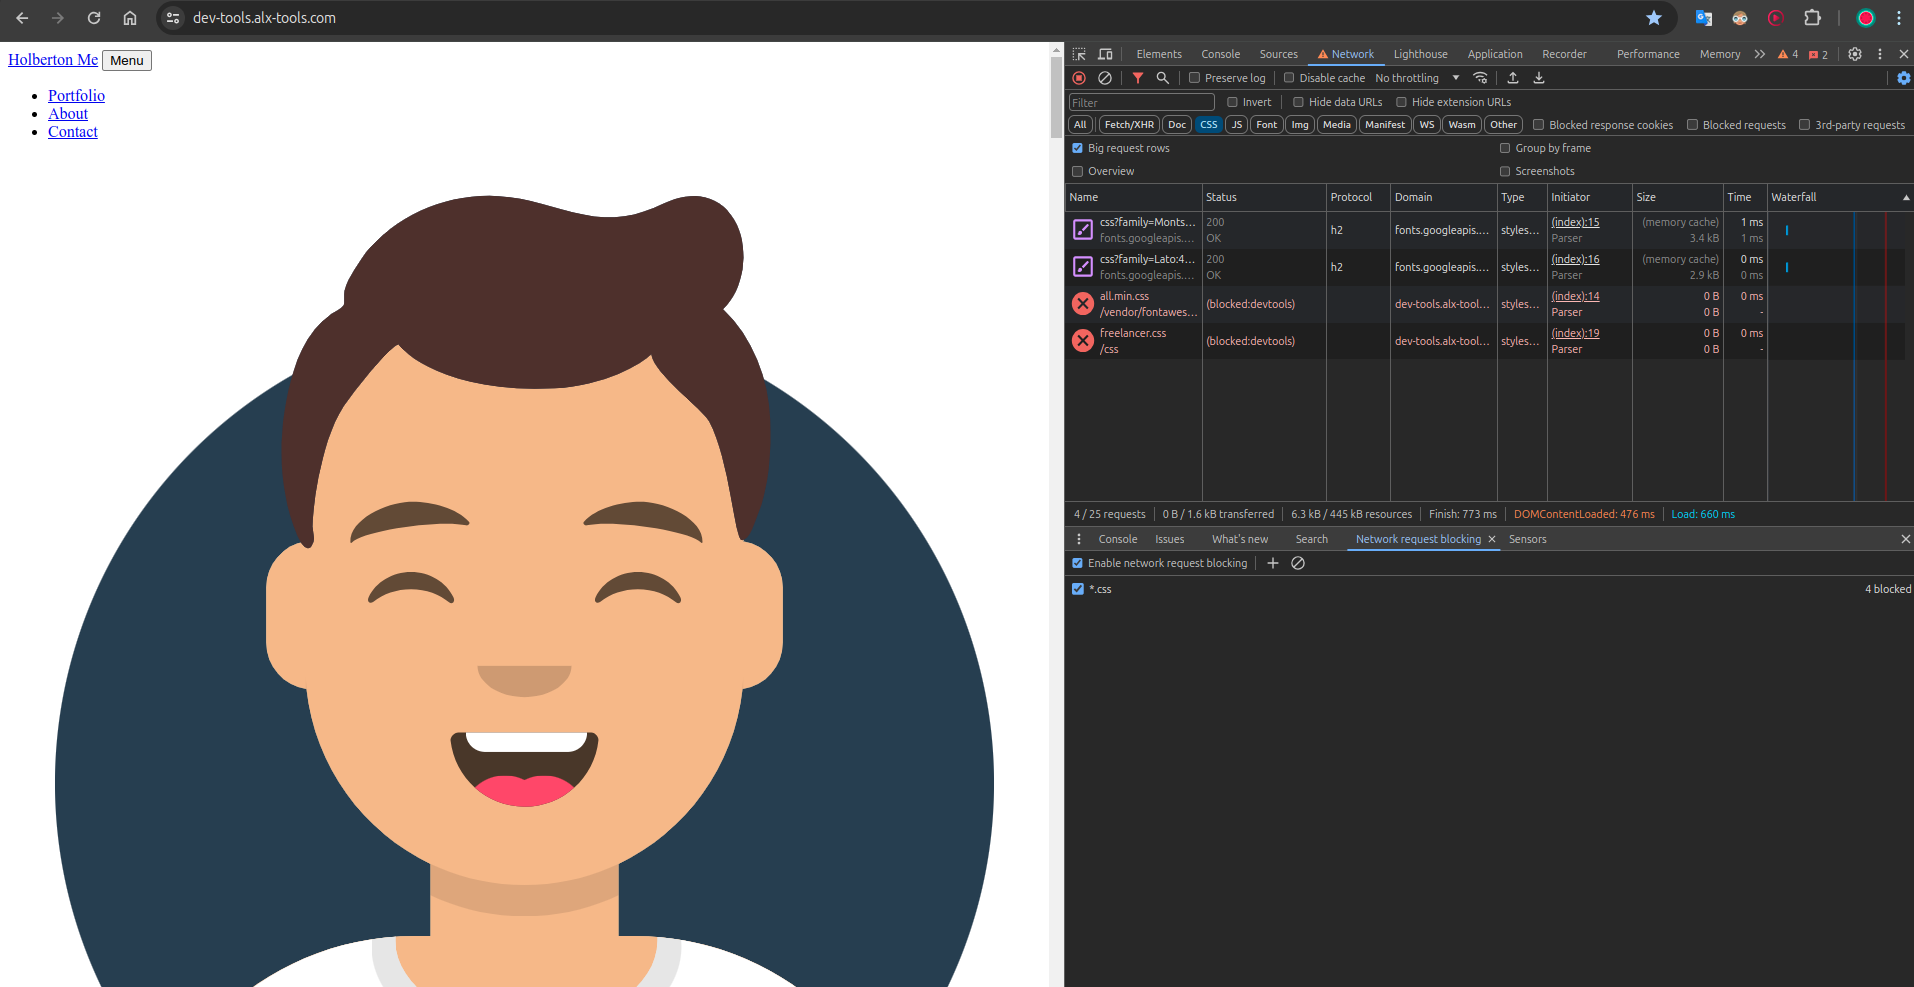 dev-tools.alx-tools.com
Holberton Me Menu
Portfolio
About
Contact
Elements Console Sources Network Lighthouse Application Recorder Performance Memory 4 2
Preserve log Disable cache No throttling
Filter Invert Hide data URLs Hide extension URLs
All Fetch/XHR Doc CSS JS Font Img Media Manifest WS Wasm Other Blocked response cookies Blocked requests 3rd-party requests
Big request rows Group by frame
Overview Screenshots
Name Status Protocol Domain Type Initiator Size Time Waterfall
css?family=Monts... 200 (index):15 (memory cache) 1 ms
h2 fonts.googleapis.... styles...
fonts.googleapis.... OK Parser 3.4 kB 1 ms
css?family=Lato:4... 200 (index):16 (memory cache) 0 ms
h2 fonts.googleapis.... styles...
fonts.googleapis.... OK Parser 2.9 kB 0 ms
all.min.css (index):14 0 B 0 ms
(blocked:devtools) dev-tools.alx-tool... styles...
/vendor/fontawes... Parser 0 B -
freelancer.css (index):19 0 B 0 ms
(blocked:devtools) dev-tools.alx-tool... styles...
/css Parser 0 B -
4 / 25 requests 0 B / 1.6 kB transferred 6.3 kB / 445 kB resources Finish: 773 ms DOMContentLoaded: 476 ms Load: 660 ms
Console Issues What's new Search Network request blocking Sensors
Enable network request blocking
*.css 4 blocked